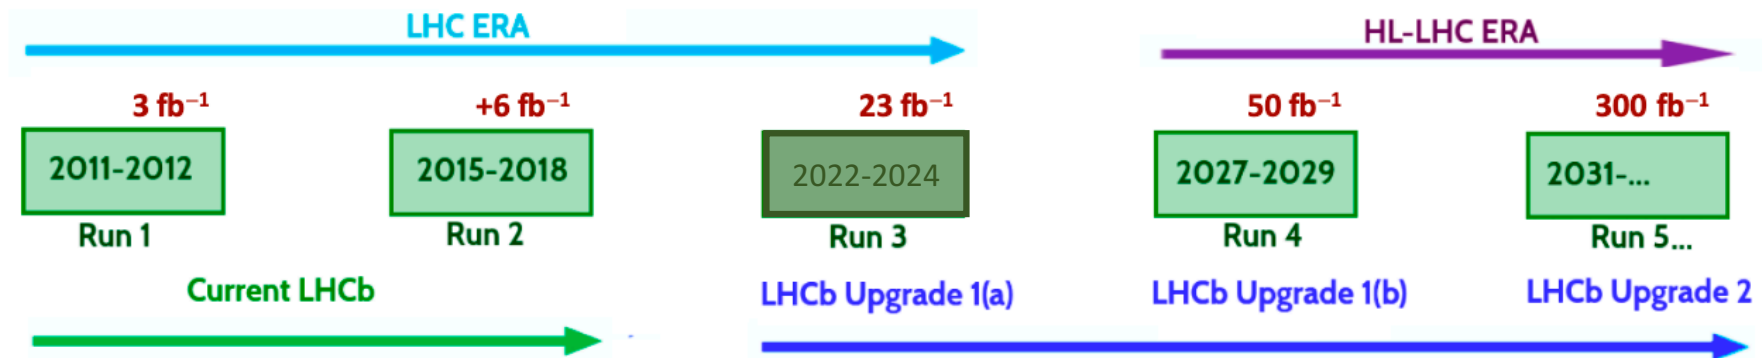 LHC ERA
HL-LHC ERA
3 fb⁻¹
+6 fb⁻¹
23 fb⁻¹
50 fb⁻¹
300 fb⁻¹
2011-2012
2015-2018
2022-2024
2027-2029
2031-...
Run 1
Run 2
Run 3
Run 4
Run 5...
Current LHCb
LHCb Upgrade 1(a)
LHCb Upgrade 1(b)
LHCb Upgrade 2